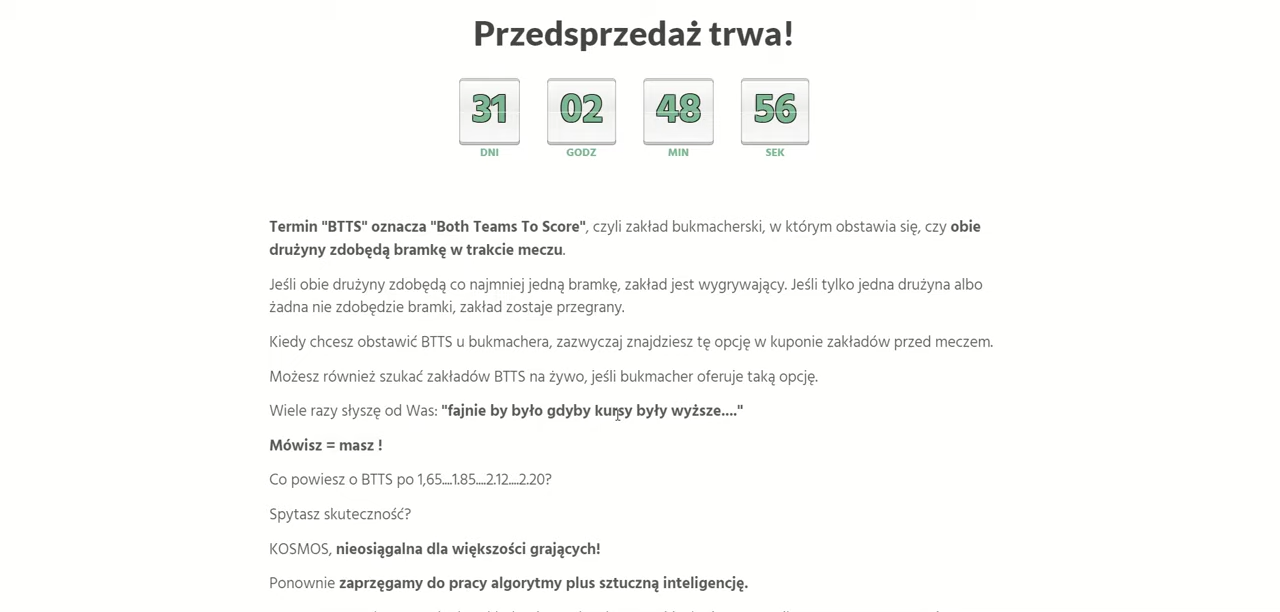 Przedsprzedaż trwa!
31 02 48 56
DNI GODZ MIN SEK
Termin "BTTS" oznacza "Both Teams To Score", czyli zakład bukmacherski, w którym obstawia się, czy obie
drużyny zdobędą bramkę w trakcie meczu.
Jeśli obie drużyny zdobędą co najmniej jedną bramkę, zakład jest wygrywający. Jeśli tylko jedna drużyna albo
żadna nie zdobędzie bramki, zakład zostaje przegrany.
Kiedy chcesz obstawić BTTS u bukmachera, zazwyczaj znajdziesz tę opcję w kuponie zakładów przed meczem.
Możesz również szukać zakładów BTTS na żywo, jeśli bukmacher oferuje taką opcję.
Wiele razy słyszę od Was: "fajnie by było gdyby kursy były wyższe...."
Mówisz = masz !
Co powiesz o BTTS po 1,65....1.85....2.12....2.20?
Spytasz skuteczność?
KOSMOS, nieosiągalna dla większości grających!
Ponownie zaprzęgamy do pracy algorytmy plus sztuczną inteligencję.